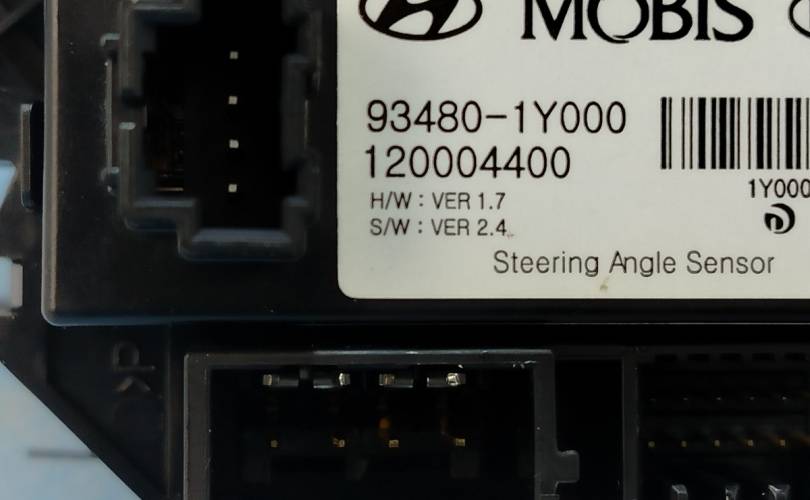 MOBIS
93480-1Y000
120004400
H/W : VER 1.7
S/W : VER 2.4
1Y000
Steering Angle Sensor